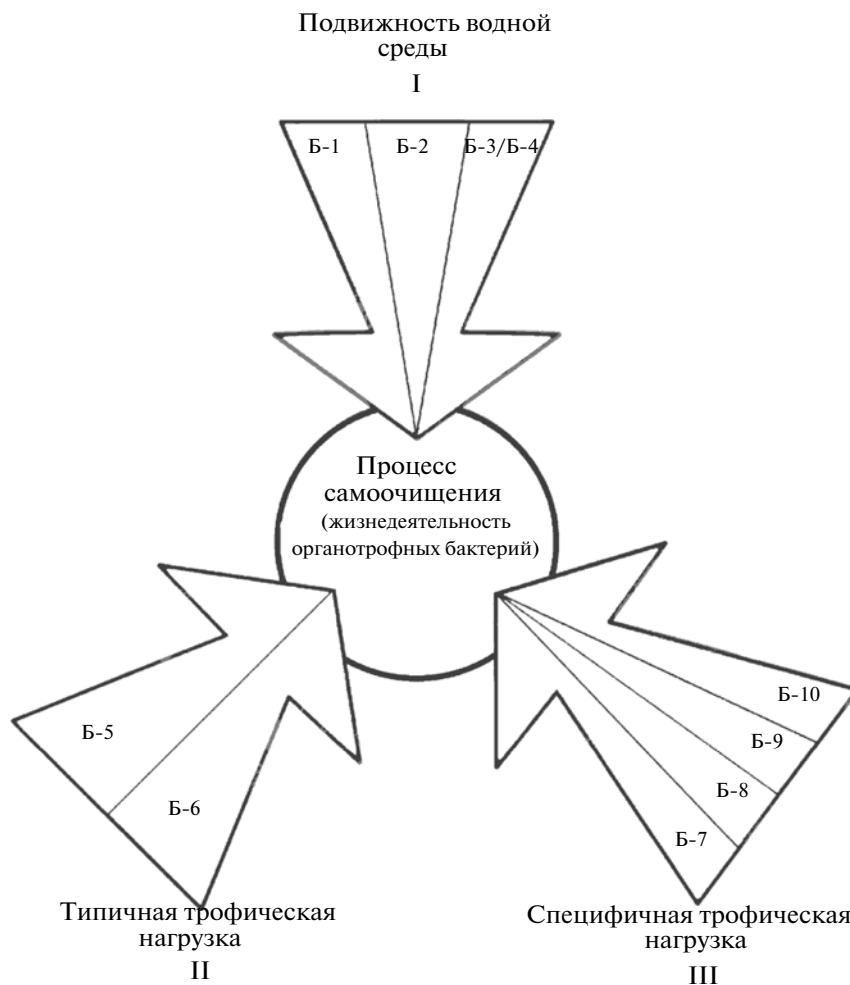 Подвижность водной
среды
I
Б-1
Б-2
Б-3/Б-4
Процесс
самоочищения
(жизнедеятельность
органотрофных бактерий)
Б-5
Б-6
Б-10
Б-9
Б-8
Б-7
Типичная трофическая
нагрузка
II
Специфичная трофическая
нагрузка
III